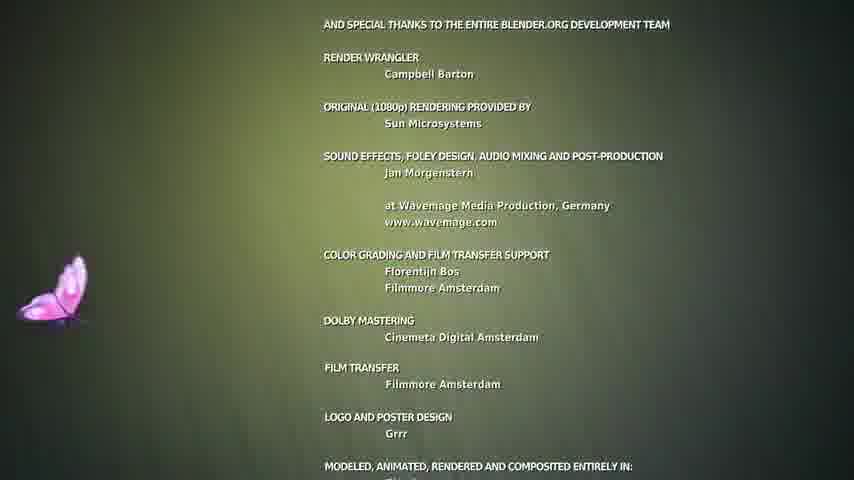 AND SPECIAL THANKS TO THE ENTIRE BLENDER.ORG DEVELOPMENT TEAM
RENDER WRANGLER
Campbell Barton
ORIGINAL (1080p) RENDERING PROVIDED BY
Sun Microsystems
SOUND EFFECTS, FOLEY DESIGN, AUDIO MIXING AND POST-PRODUCTION
Jan Morgenstern
at Wavemage Media Production, Germany
www.wavemage.com
COLOR GRADING AND FILM TRANSFER SUPPORT
Florentijn Bos
Filmmore Amsterdam
DOLBY MASTERING
Cinemeta Digital Amsterdam
FILM TRANSFER
Filmmore Amsterdam
LOGO AND POSTER DESIGN
Grrr
MODELED, ANIMATED, RENDERED AND COMPOSITED ENTIRELY IN: